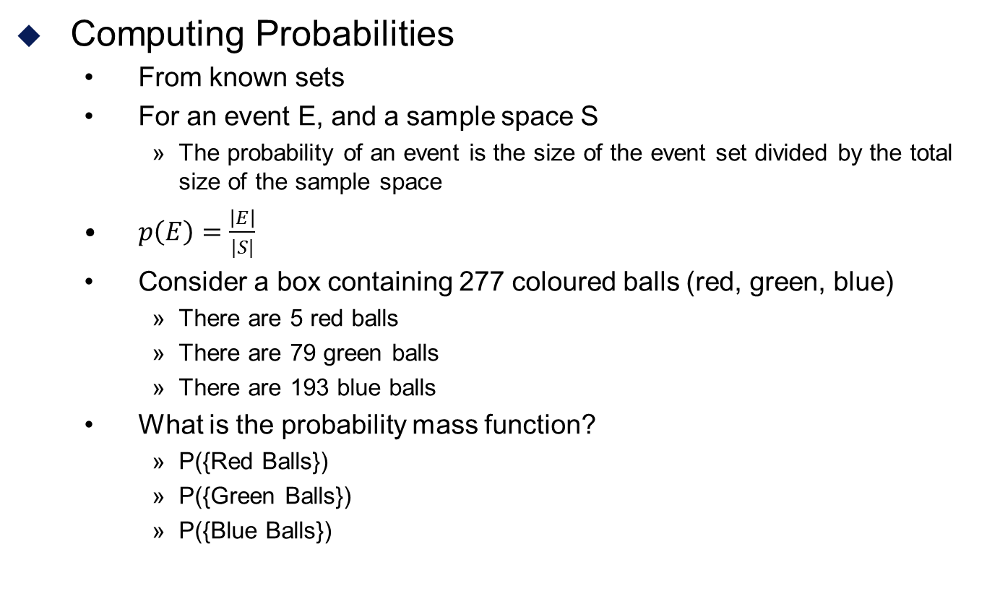 ◆ Computing Probabilities
• From known sets
• For an event E, and a sample space S
» The probability of an event is the size of the event set divided by the total
size of the sample space
• p(E) = |E|/|S|
• Consider a box containing 277 coloured balls (red, green, blue)
» There are 5 red balls
» There are 79 green balls
» There are 193 blue balls
• What is the probability mass function?
» P({Red Balls})
» P({Green Balls})
» P({Blue Balls})